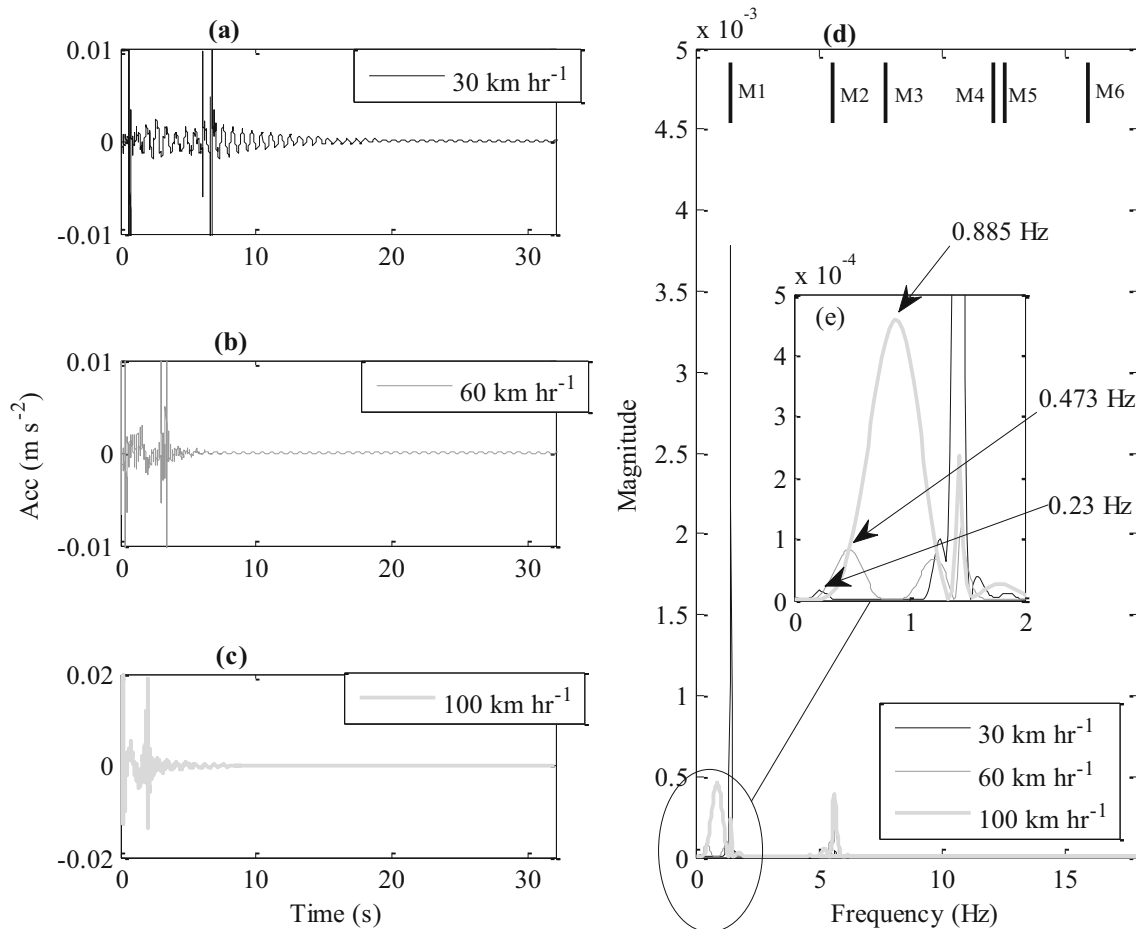 (a)
0.01
0
-0.01
0 10 20 30
30 km hr⁻¹
(b)
0.01
0
-0.01
0 10 20 30
60 km hr⁻¹
Acc (m s⁻²)
(c)
0.02
0
-0.02
0 10 20 30
100 km hr⁻¹
Time (s)
x 10⁻³
(d)
5
4.5
4
3.5
3
2.5
2
1.5
1
0.5
0
0 5 10 15
Magnitude
Frequency (Hz)
M1 M2 M3 M4 M5 M6
0.885 Hz
x 10⁻⁴
(e)
5
4
3
2
1
0
0 1 2
0.473 Hz
0.23 Hz
30 km hr⁻¹
60 km hr⁻¹
100 km hr⁻¹